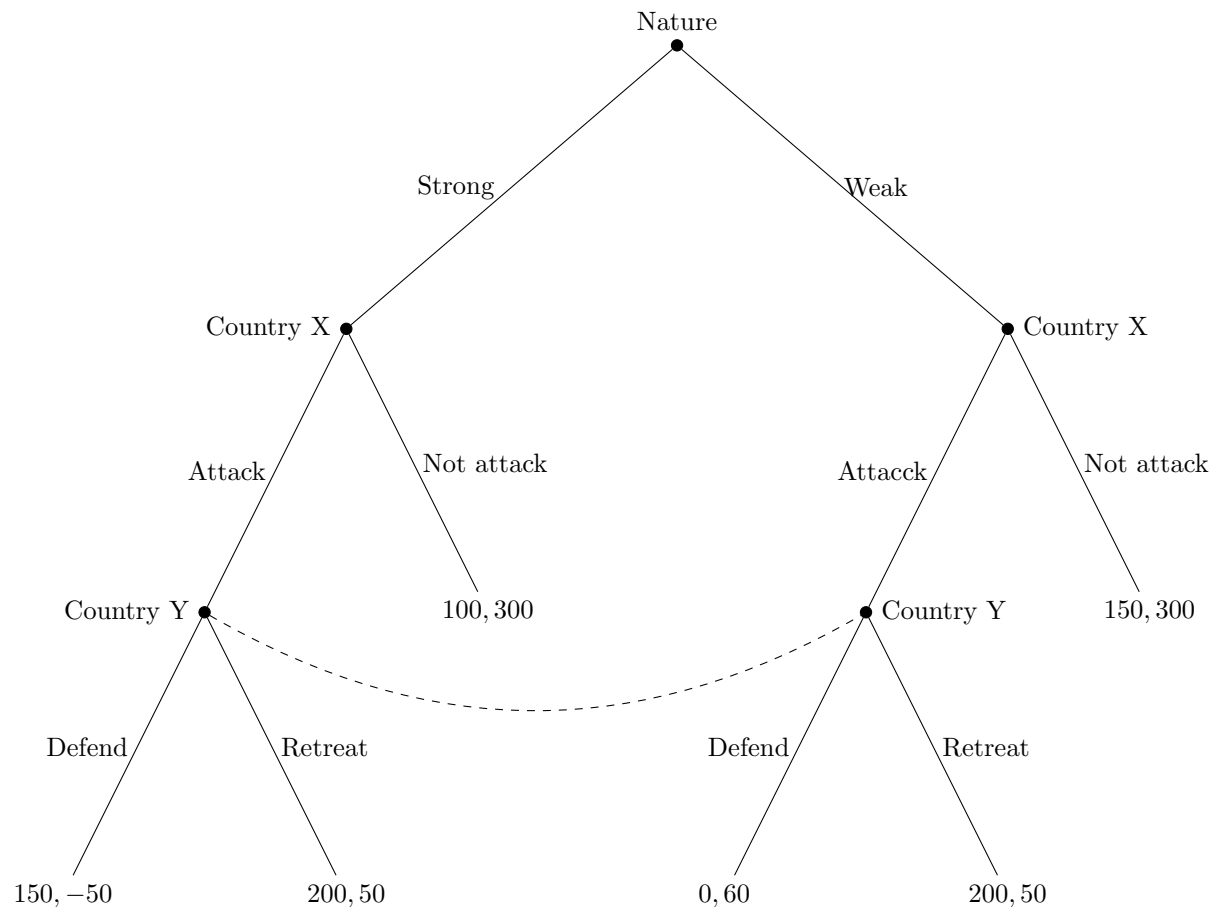 Nature
Strong
Weak
Country X
Country X
Attack
Not attack
Attacck
Not attack
Country Y
100, 300
Country Y
150, 300
Defend
Retreat
Defend
Retreat
150, −50
200, 50
0, 60
200, 50